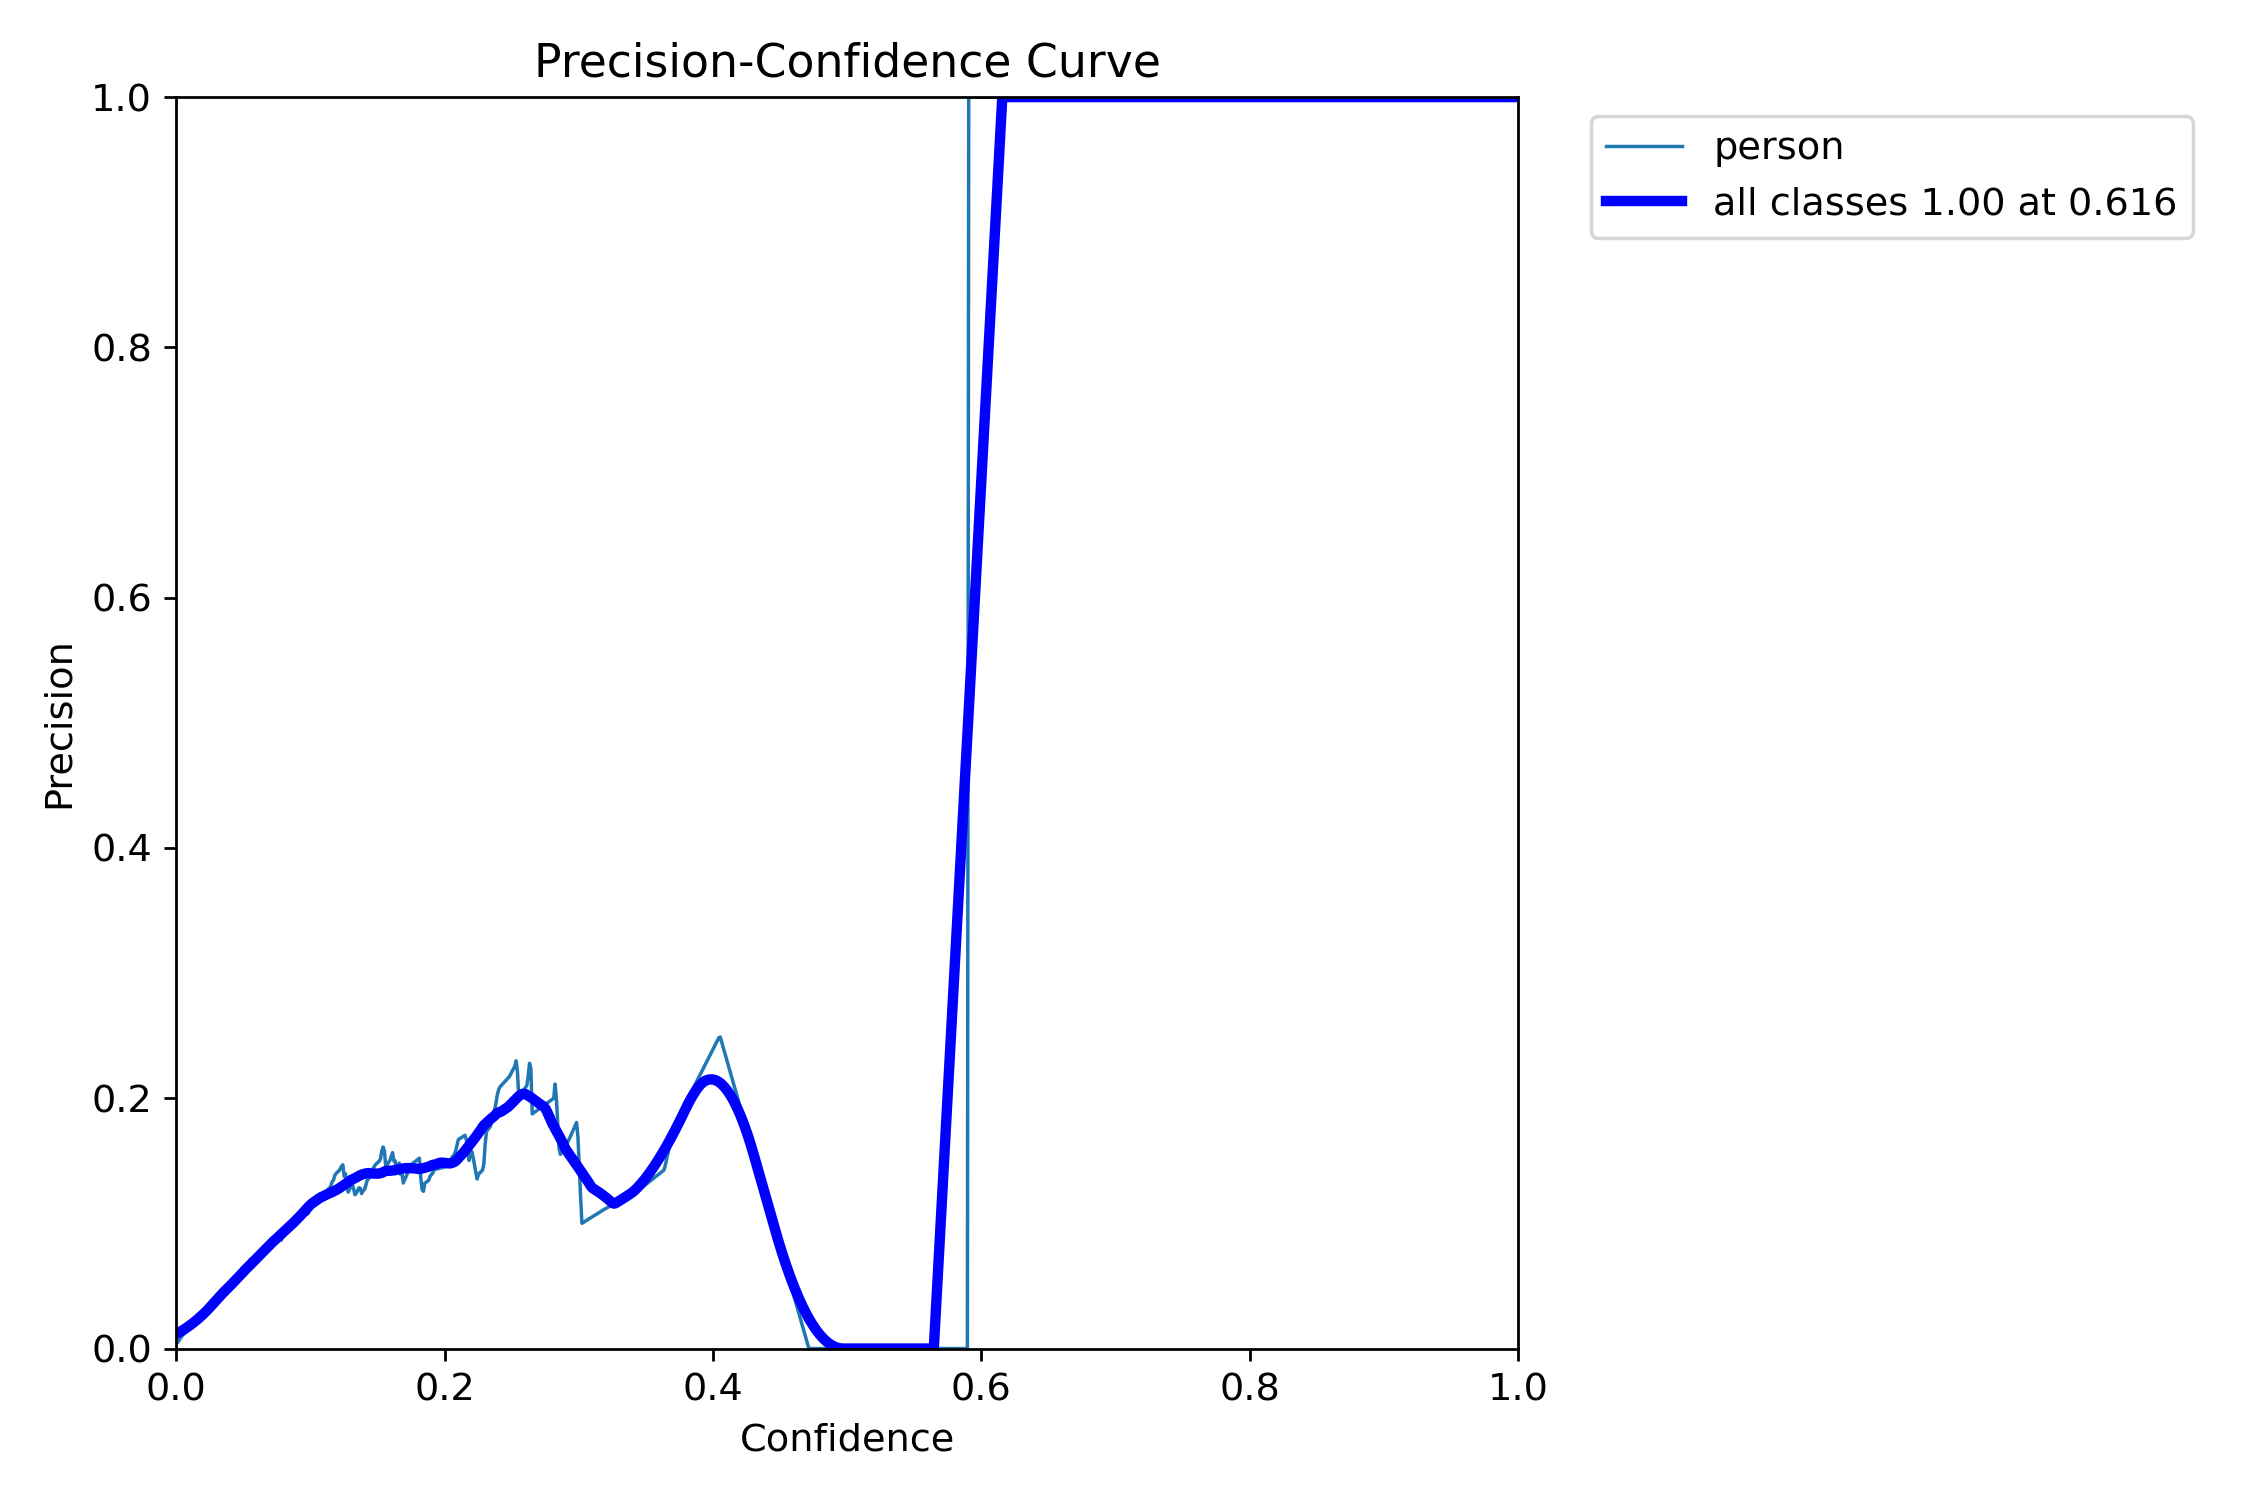 Precision-Confidence Curve
1.0
0.8
0.6
0.4
0.2
0.0
Precision
0.0 0.2 0.4 0.6 0.8 1.0
Confidence
person
all classes 1.00 at 0.616